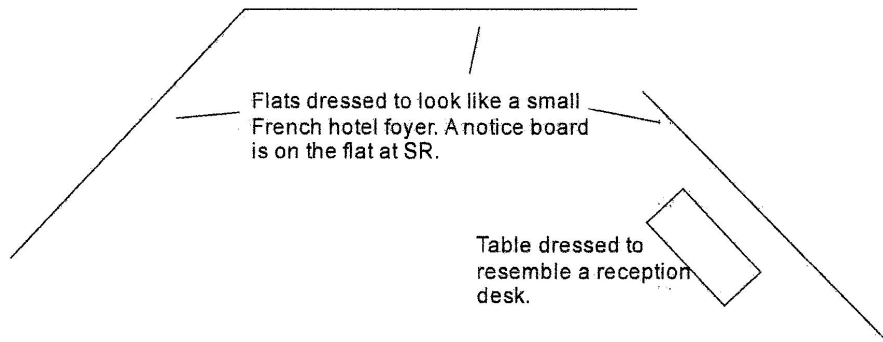 Flats dressed to look like a small
French hotel foyer. A notice board
is on the flat at SR.
Table dressed to
resemble a reception
desk.